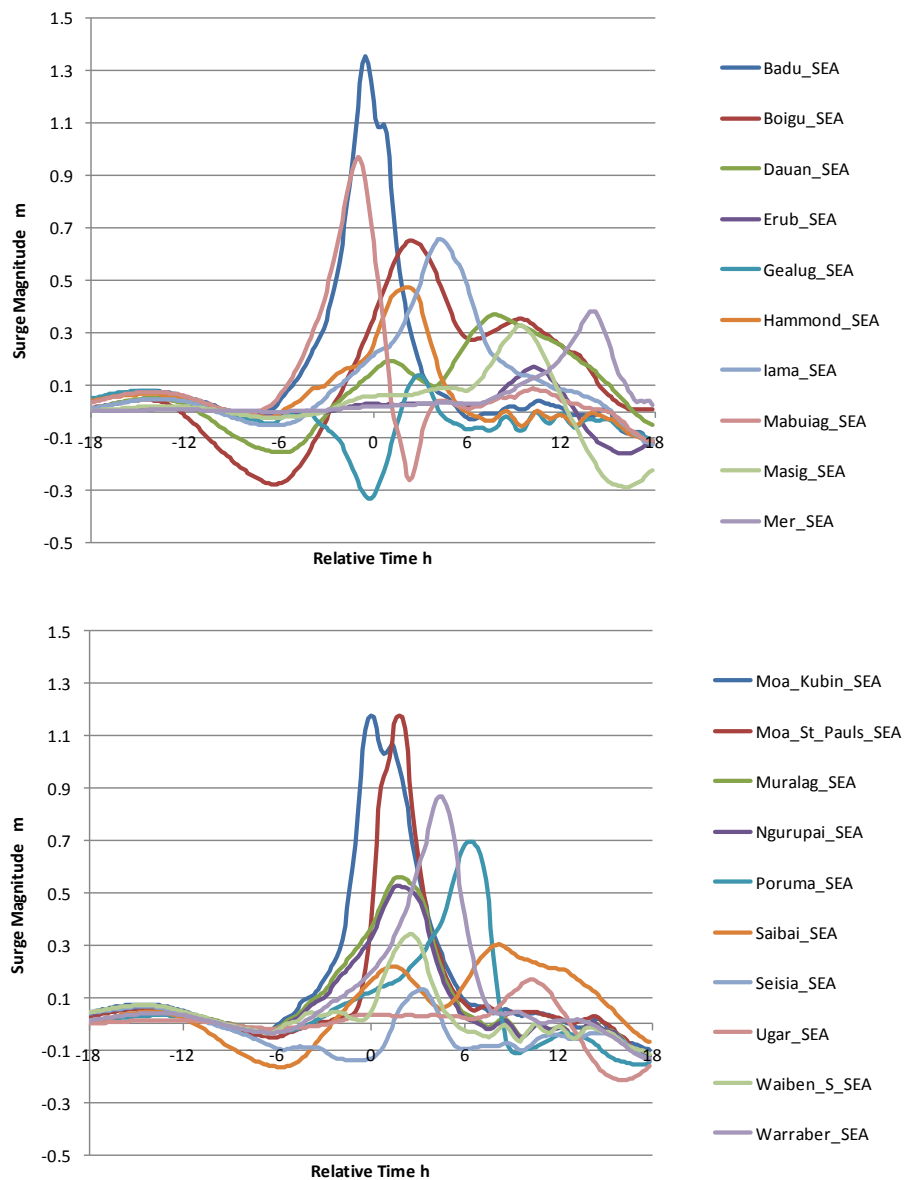 1.5
1.3
1.1
0.9
0.7
0.5
0.3
0.1
-0.1
-0.3
-0.5
Surge Magnitude m
-18
-12
-6
0
6
12
18
Relative Time h
Badu_SEA
Boigu_SEA
Dauan_SEA
Erub_SEA
Gealug_SEA
Hammond_SEA
Iama_SEA
Mabuiag_SEA
Masig_SEA
Mer_SEA
1.5
1.3
1.1
0.9
0.7
0.5
0.3
0.1
-0.1
-0.3
-0.5
Surge Magnitude m
-18
-12
-6
0
6
12
18
Relative Time h
Moa_Kubin_SEA
Moa_St_Pauls_SEA
Muralag_SEA
Ngurupai_SEA
Poruma_SEA
Saibai_SEA
Seisia_SEA
Ugar_SEA
Waiben_S_SEA
Warraber_SEA